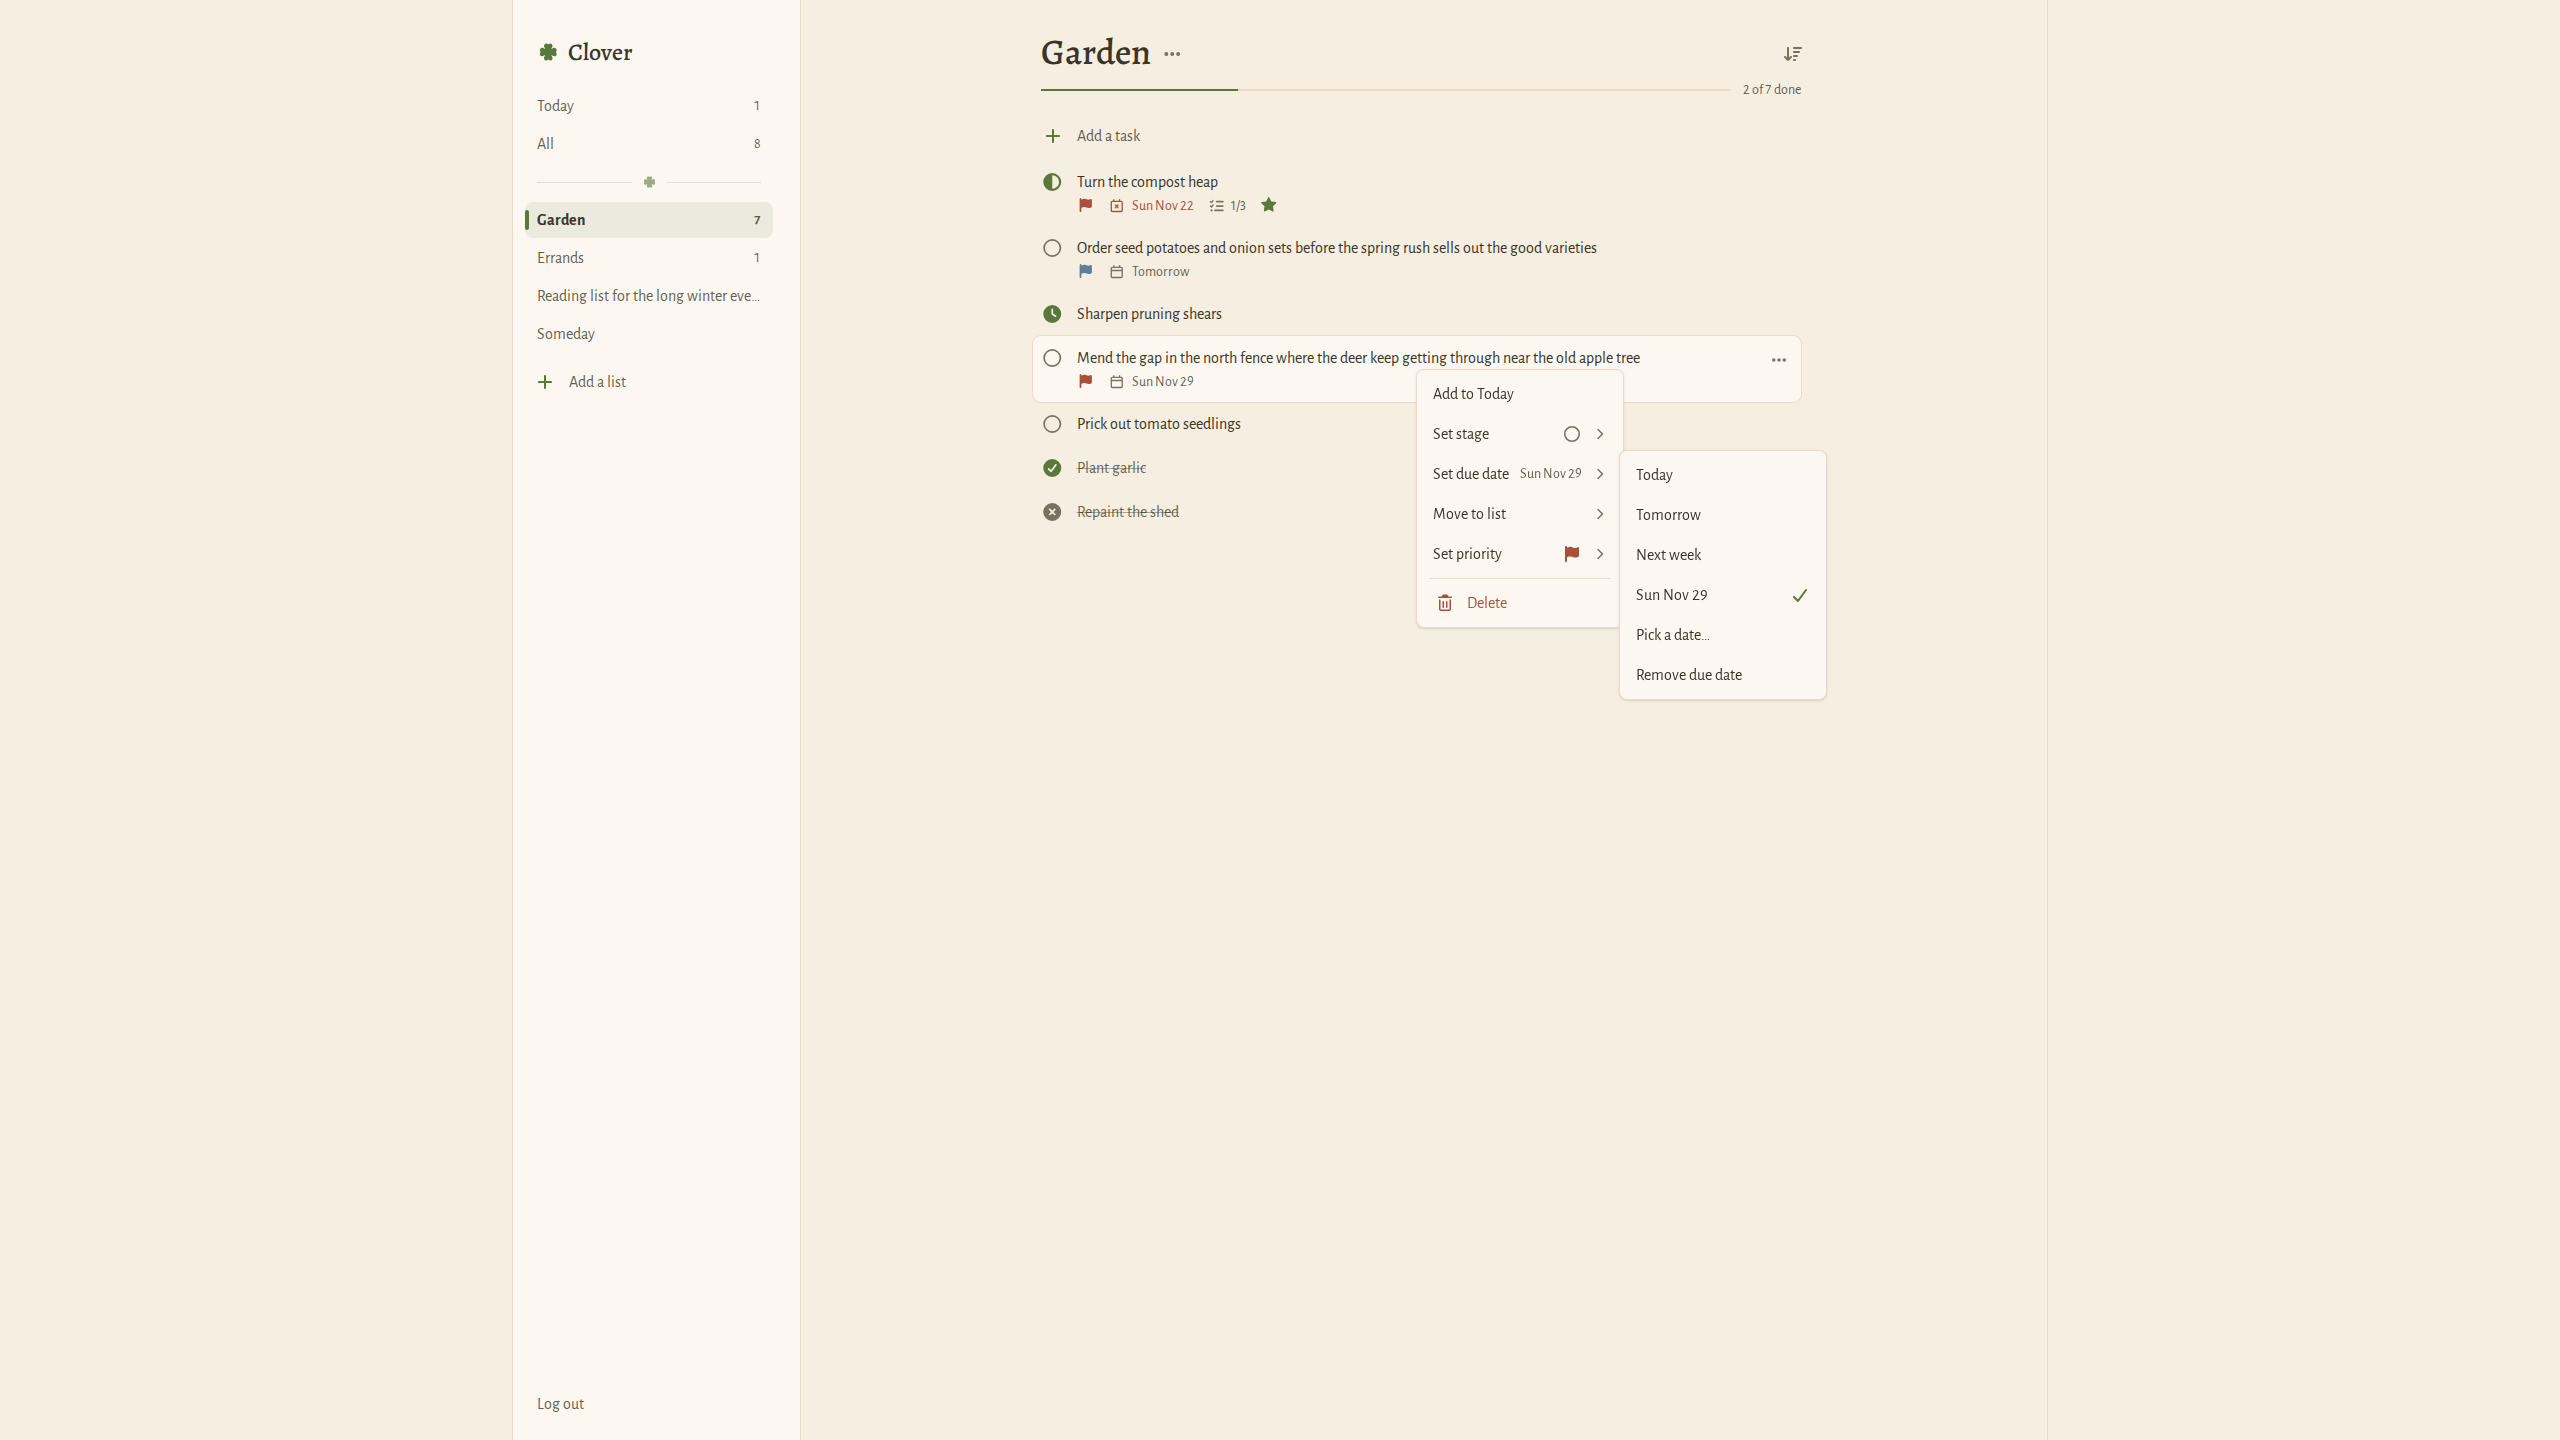 Clover
Today 1
All 8
Garden 7
Errands 1
Reading list for the long winter eve…
Someday
Add a list
Log out
Garden
2 of 7 done
Add a task
Turn the compost heap
Sun Nov 22 1/3
Order seed potatoes and onion sets before the spring rush sells out the good varieties
Tomorrow
Sharpen pruning shears
Mend the gap in the north fence where the deer keep getting through near the old apple tree
Sun Nov 29
Prick out tomato seedlings
Plant garlic
Repaint the shed
Add to Today
Set stage
Set due date Sun Nov 29
Move to list
Set priority
Delete
Today
Tomorrow
Next week
Sun Nov 29
Pick a date…
Remove due date